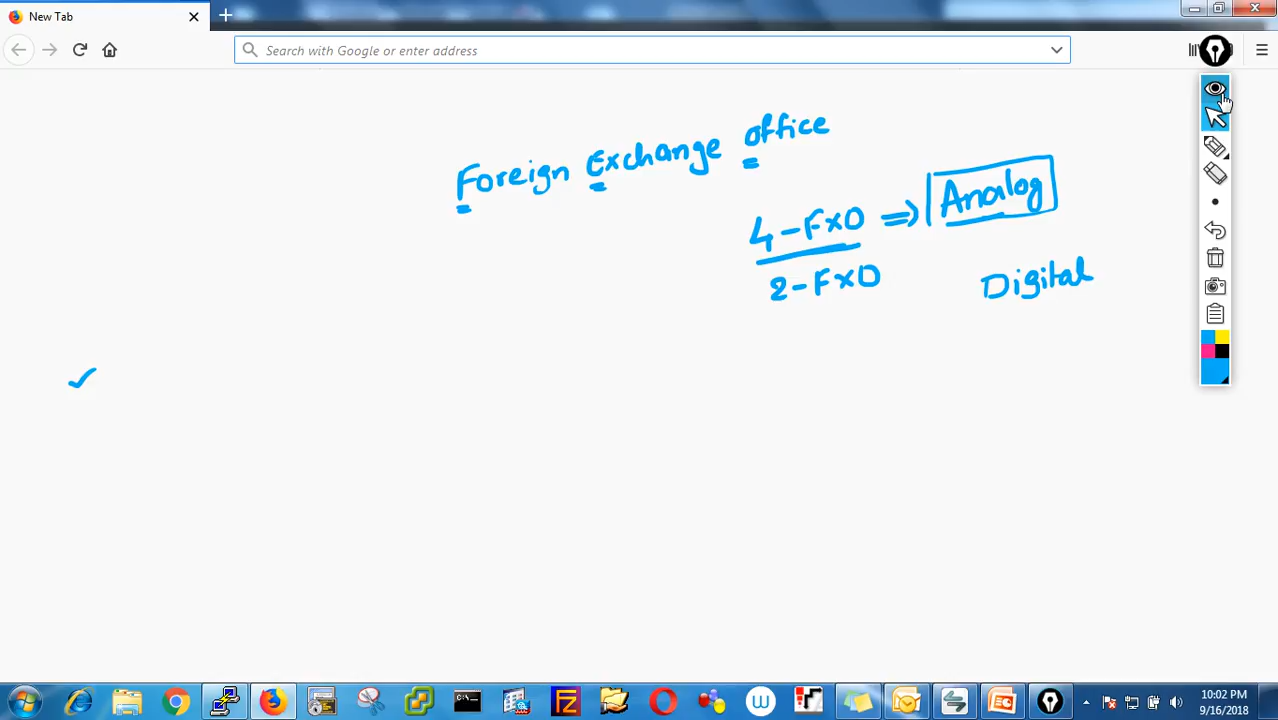 New Tab
Search with Google or enter address
Foreign Exchange office
4-FXO ⇒ Analog
2-FXO Digital
10:02 PM
9/16/2018